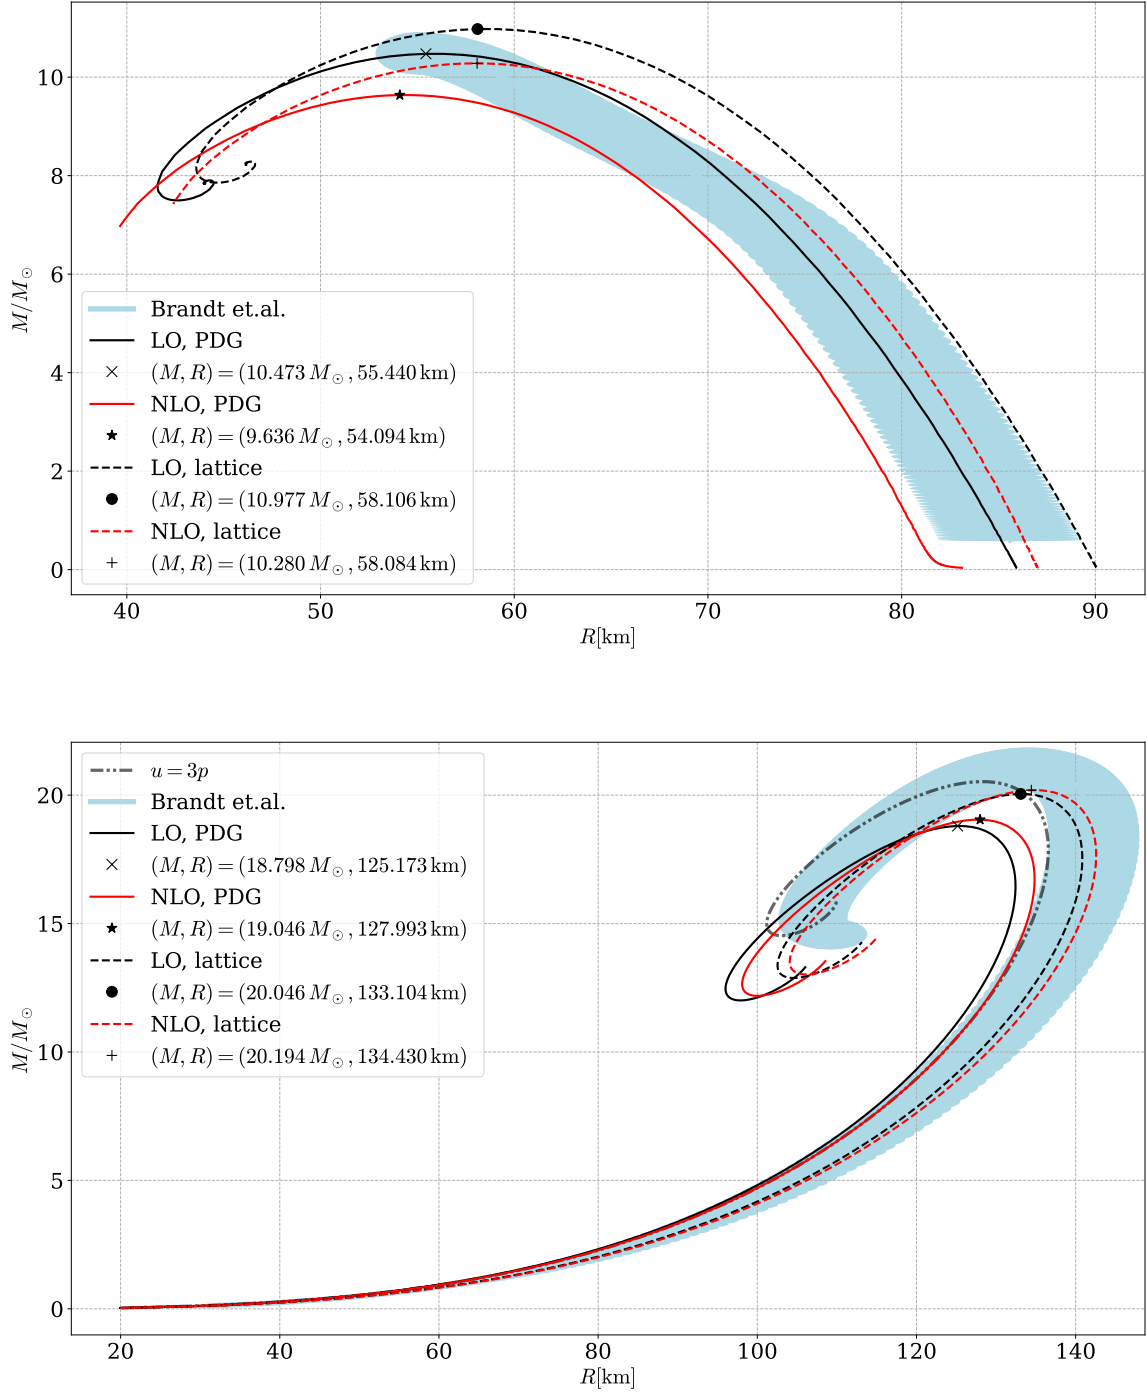 10
8
6
4
2
0
M/M⊙
Brandt et.al.
LO, PDG
(M, R) = (10.473 M⊙, 55.440 km)
NLO, PDG
(M, R) = (9.636 M⊙, 54.094 km)
LO, lattice
(M, R) = (10.977 M⊙, 58.106 km)
NLO, lattice
(M, R) = (10.280 M⊙, 58.084 km)
40 50 60 70 80 90
R[km]
20
15
10
5
0
M/M⊙
u = 3p
Brandt et.al.
LO, PDG
(M, R) = (18.798 M⊙, 125.173 km)
NLO, PDG
(M, R) = (19.046 M⊙, 127.993 km)
LO, lattice
(M, R) = (20.046 M⊙, 133.104 km)
NLO, lattice
(M, R) = (20.194 M⊙, 134.430 km)
20 40 60 80 100 120 140
R[km]